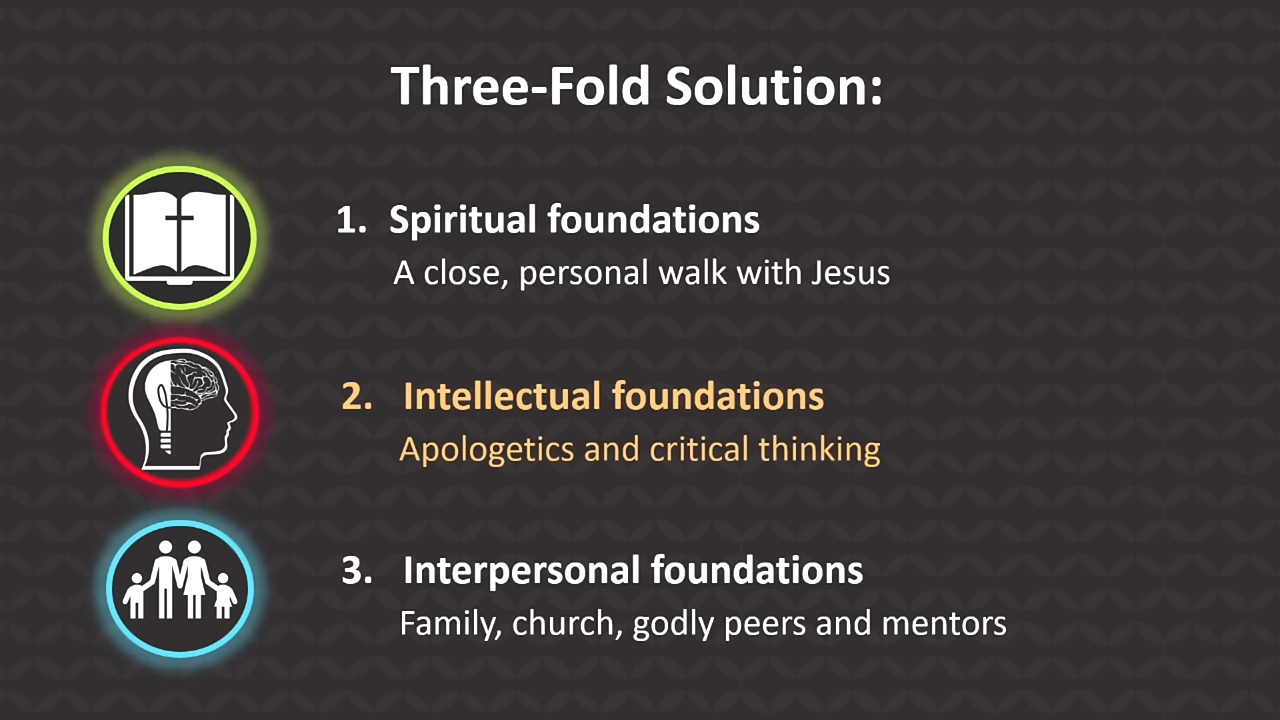 Three-Fold Solution:
1. Spiritual foundations
A close, personal walk with Jesus
2. Intellectual foundations
Apologetics and critical thinking
3. Interpersonal foundations
Family, church, godly peers and mentors